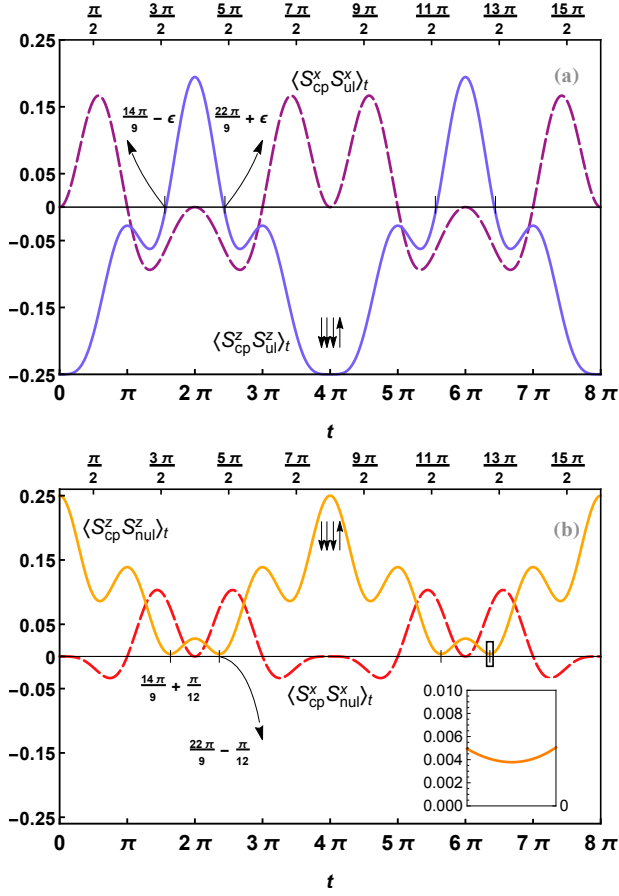 π/2 3π/2 5π/2 7π/2 9π/2 11π/2 13π/2 15π/2
0.25
(a)
⟨S^x_cp S^x_ul⟩_t
0.15
14π/9 − ϵ 22π/9 + ϵ
0.05
0
−0.05
−0.15
⟨S^z_cp S^z_ul⟩_t
−0.25
0 π 2π 3π 4π 5π 6π 7π 8π
t
π/2 3π/2 5π/2 7π/2 9π/2 11π/2 13π/2 15π/2
0.25
⟨S^z_cp S^z_nul⟩_t
(b)
0.15
0.05
0
−0.05
14π/9 + π/12
⟨S^x_cp S^x_nul⟩_t
22π/9 − π/12
−0.15
−0.25
0.010
0.008
0.006
0.004
0.002
0.000
0
0 π 2π 3π 4π 5π 6π 7π 8π
t